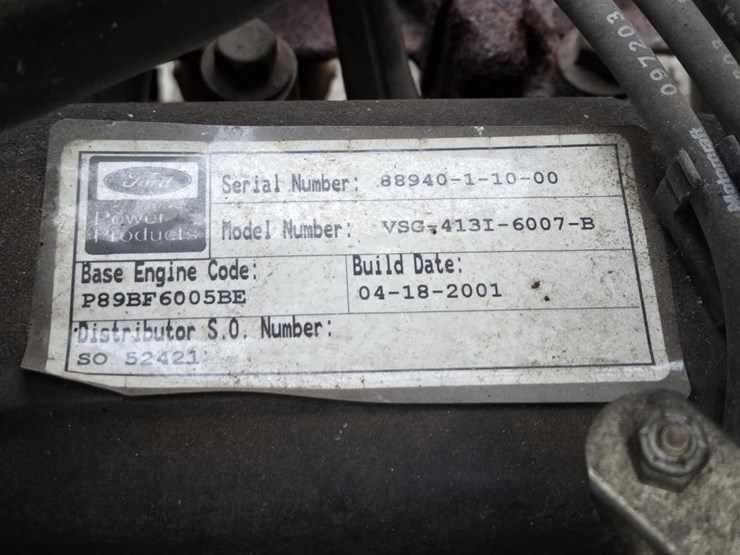 Ford
Power
Products
Serial Number: 88940-1-10-00
Model Number: VSG-413I-6007-B
Base Engine Code:
P89BF6005BE
Build Date:
04-18-2001
Distributor S.O. Number:
SO 52421
097203